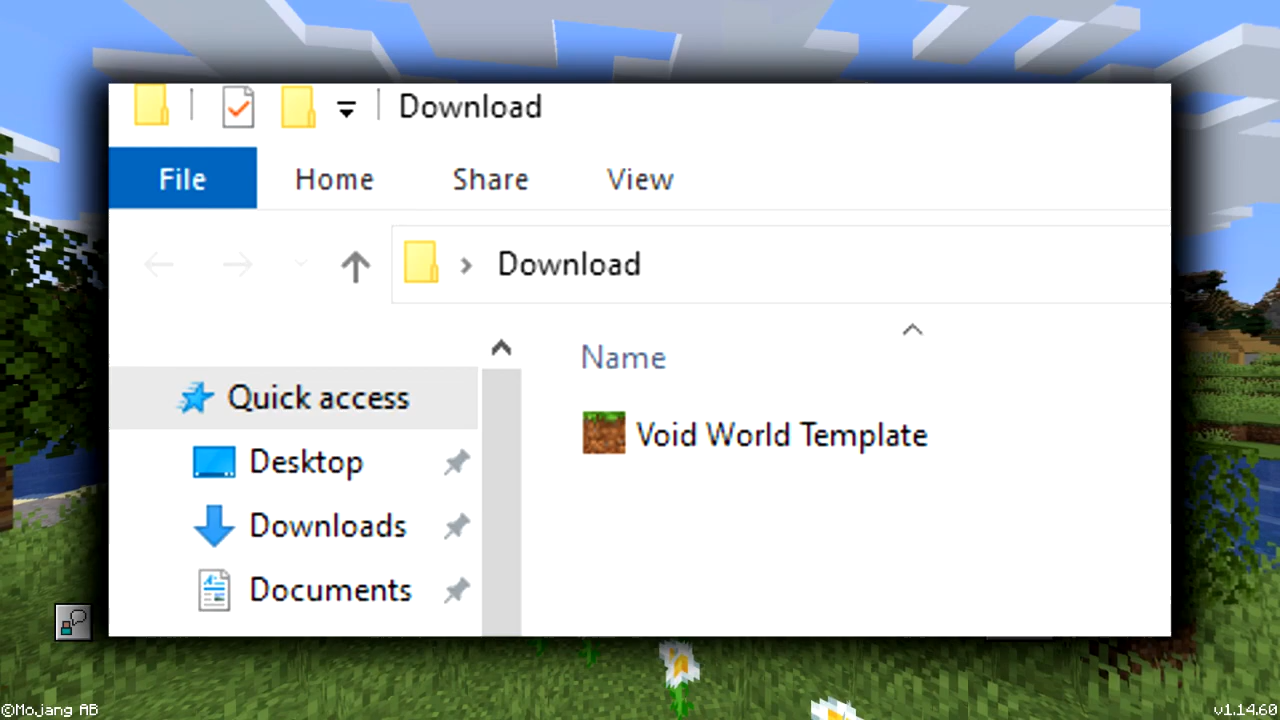 Download
File Home Share View
Download
Name
Quick access
Void World Template
Desktop
Downloads
Documents
©Mojang AB
v1.14.60